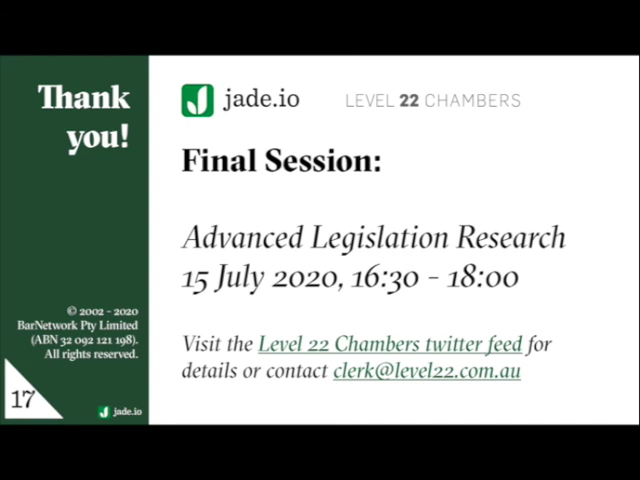 Thank
you!
© 2002 - 2020
BarNetwork Pty Limited
(ABN 32 092 121 198).
All rights reserved.
17
jade.io
jade.io
LEVEL 22 CHAMBERS
Final Session:
Advanced Legislation Research
15 July 2020, 16:30 - 18:00
Visit the Level 22 Chambers twitter feed for
details or contact clerk@level22.com.au